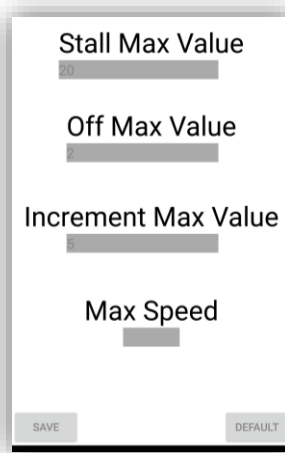 Stall Max Value
20
Off Max Value
2
Increment Max Value
5
Max Speed
SAVE DEFAULT